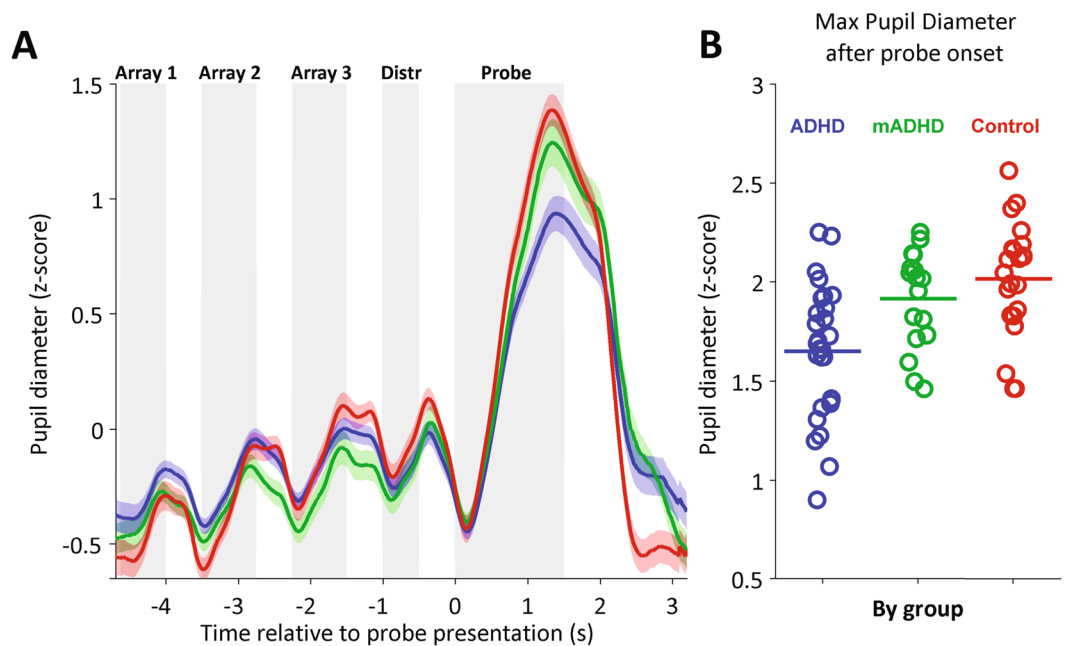 A
Array 1 Array 2 Array 3 Distr Probe
1.5
1
0.5
0
-0.5
Pupil diameter (z-score)
-4 -3 -2 -1 0 1 2 3
Time relative to probe presentation (s)
B
Max Pupil Diameter
after probe onset
ADHD mADHD Control
3
2.5
2
1.5
1
0.5
Pupil diameter (z-score)
By group